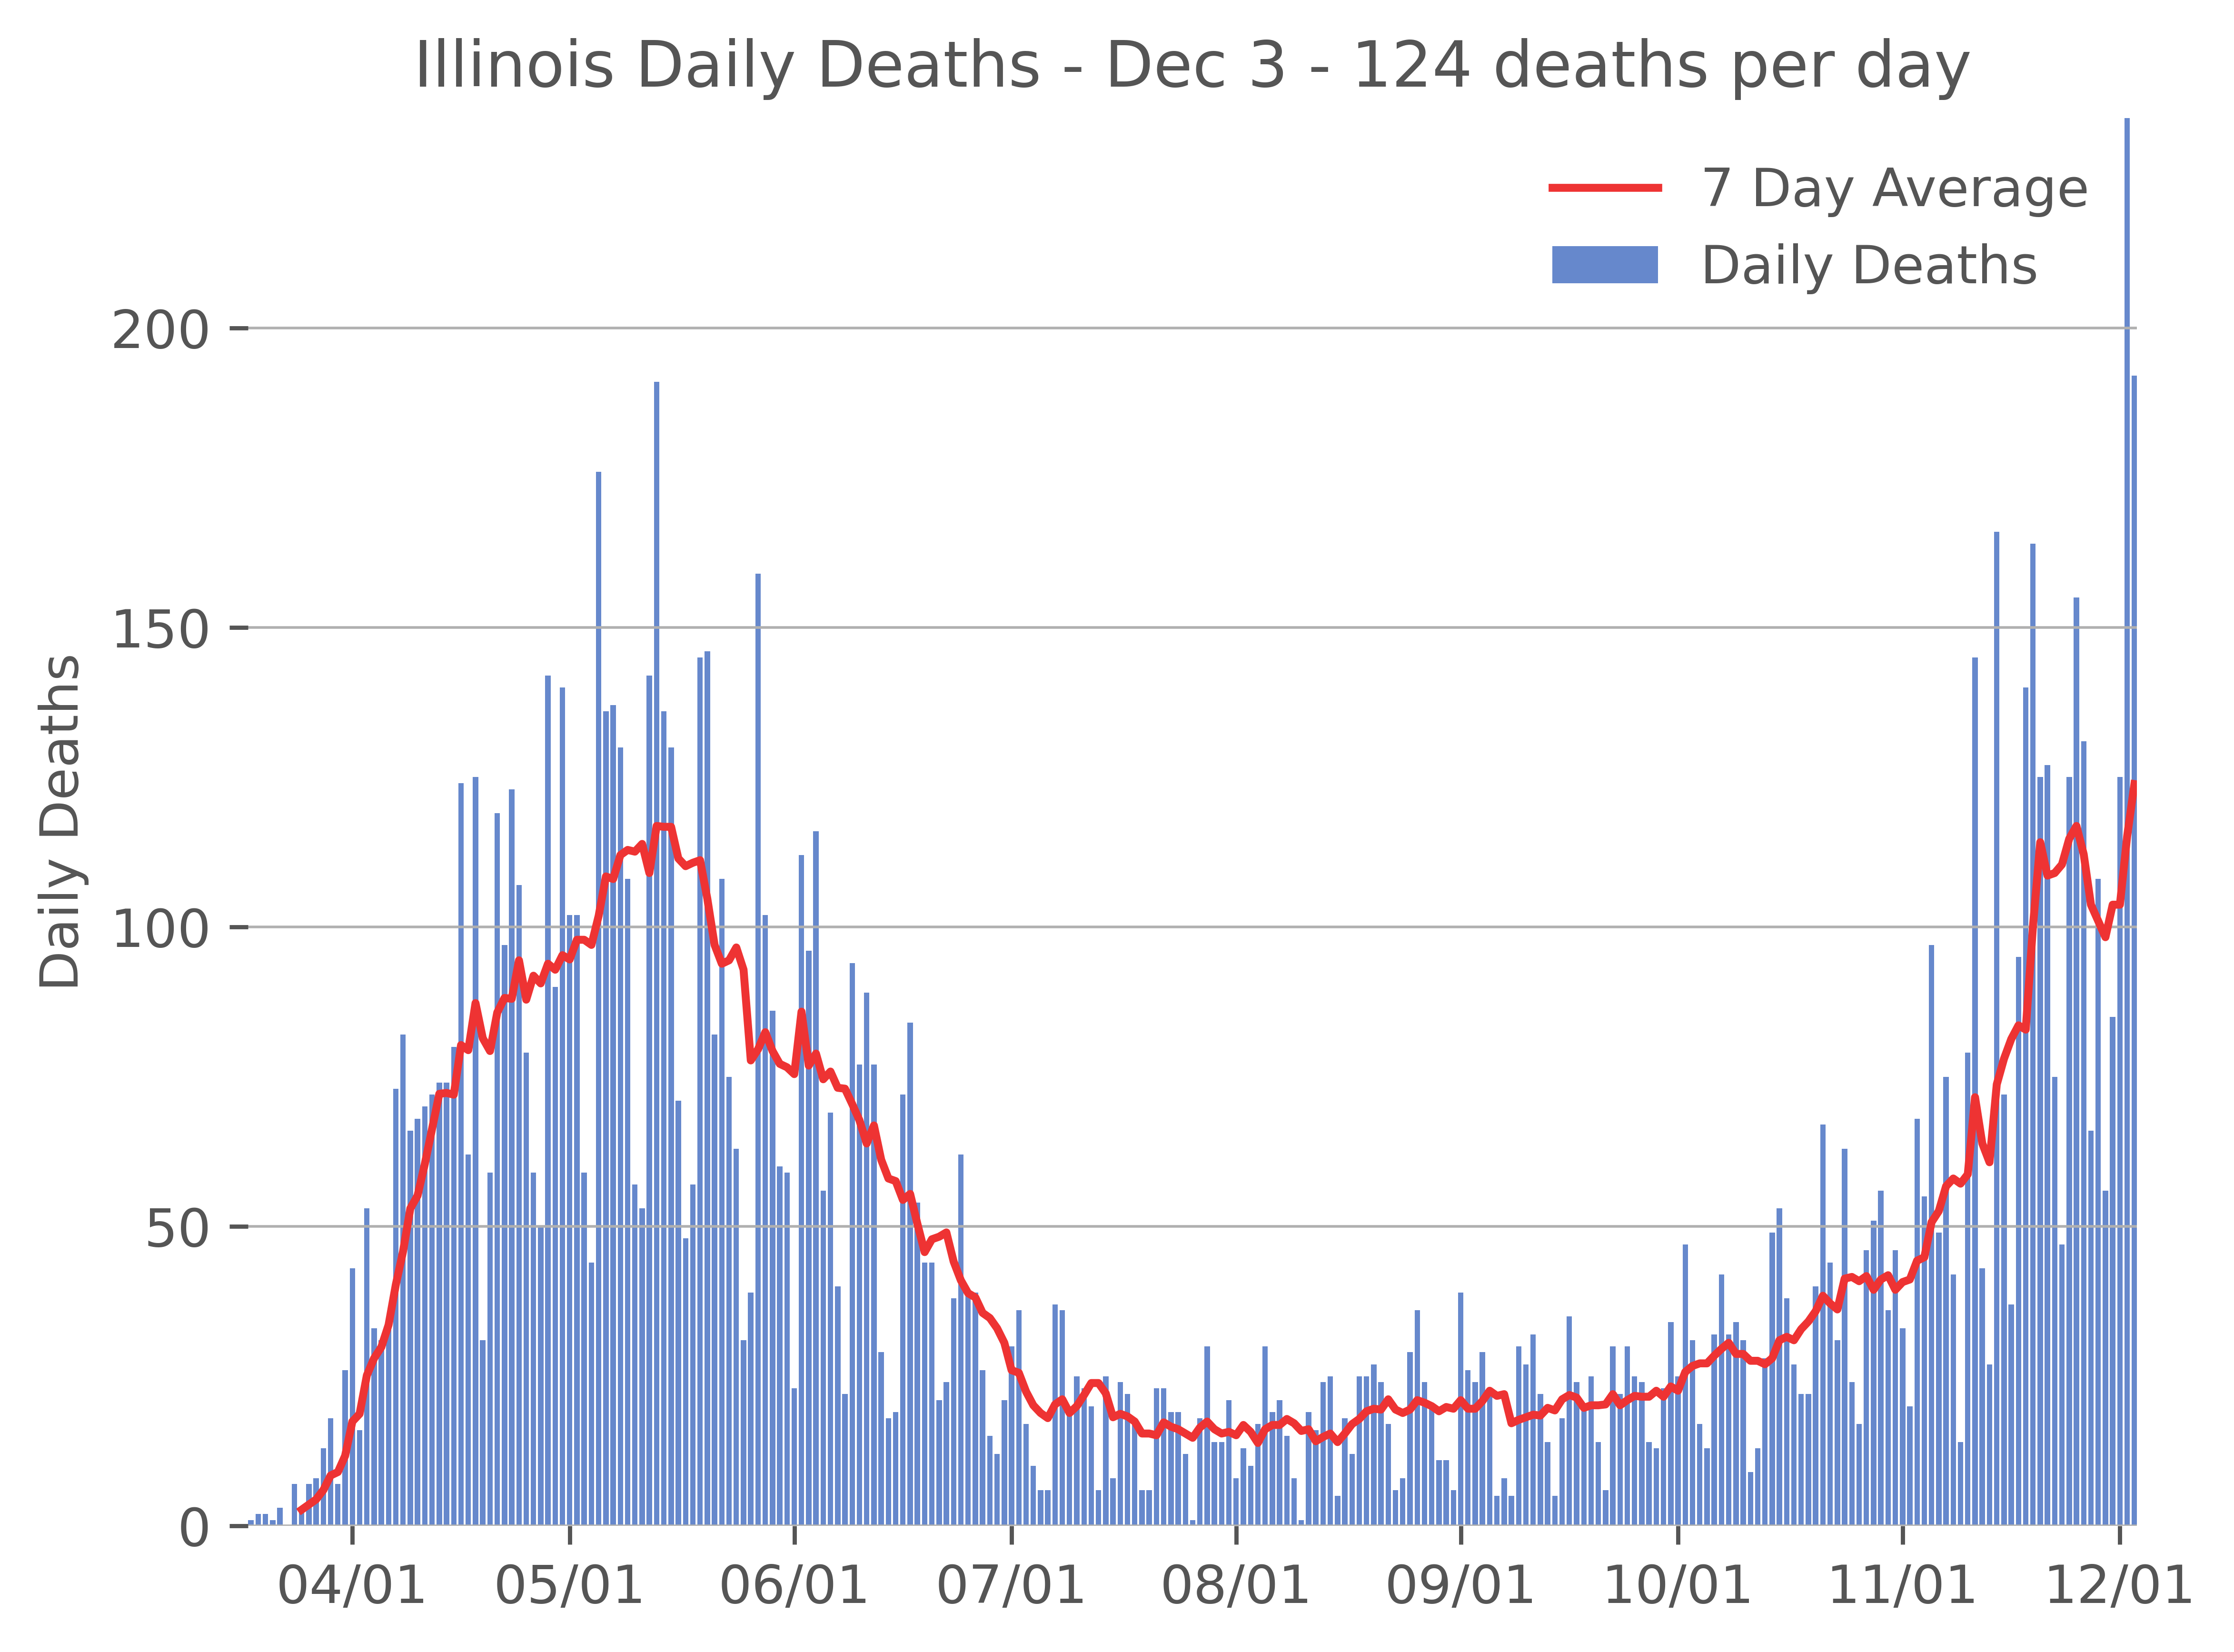 Illinois Daily Deaths - Dec 3 - 124 deaths per day
7 Day Average
Daily Deaths
200
150
100
50
0
Daily Deaths
04/01 05/01 06/01 07/01 08/01 09/01 10/01 11/01 12/01